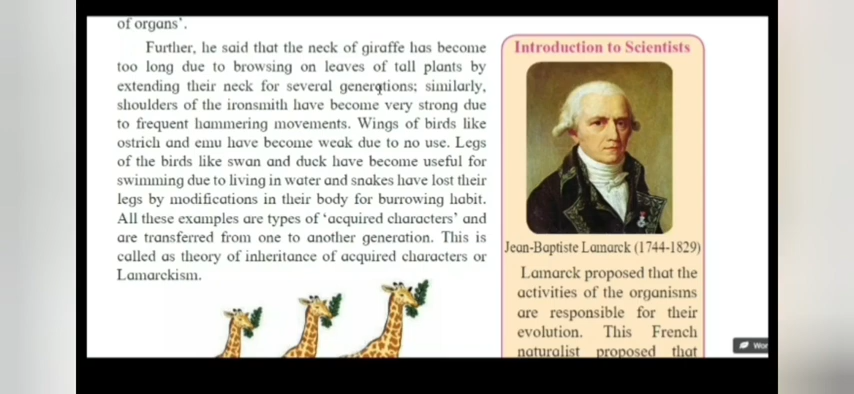 of organs'.
Further, he said that the neck of giraffe has become
too long due to browsing on leaves of tall plants by
extending their neck for several generations; similarly,
shoulders of the ironsmith have become very strong due
to frequent hammering movements. Wings of birds like
ostrich and emu have become weak due to no use. Legs
of the birds like swan and duck have become useful for
swimming due to living in water and snakes have lost their
legs by modifications in their body for burrowing habit.
All these examples are types of 'acquired characters' and
are transferred from one to another generation. This is
called as theory of inheritance of acquired characters or
Lamarckism.
Introduction to Scientists
Jean-Baptiste Lamarck (1744-1829)
Lamarck proposed that the
activities of the organisms
are responsible for their
evolution. This French
naturalist proposed that